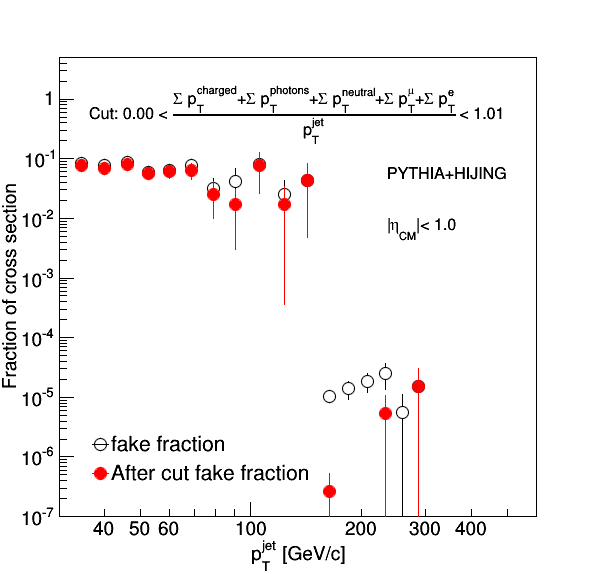 Cut: 0.00 < (Σ p_T^charged+Σ p_T^photons+Σ p_T^neutral+Σ p_T^μ+Σ p_T^e) / p_T^jet < 1.01
PYTHIA+HIJING
|η_CM|< 1.0
fake fraction
After cut fake fraction
Fraction of cross section
1
10^-1
10^-2
10^-3
10^-4
10^-5
10^-6
10^-7
40 50 60 100 200 300 400
p_T^jet [GeV/c]